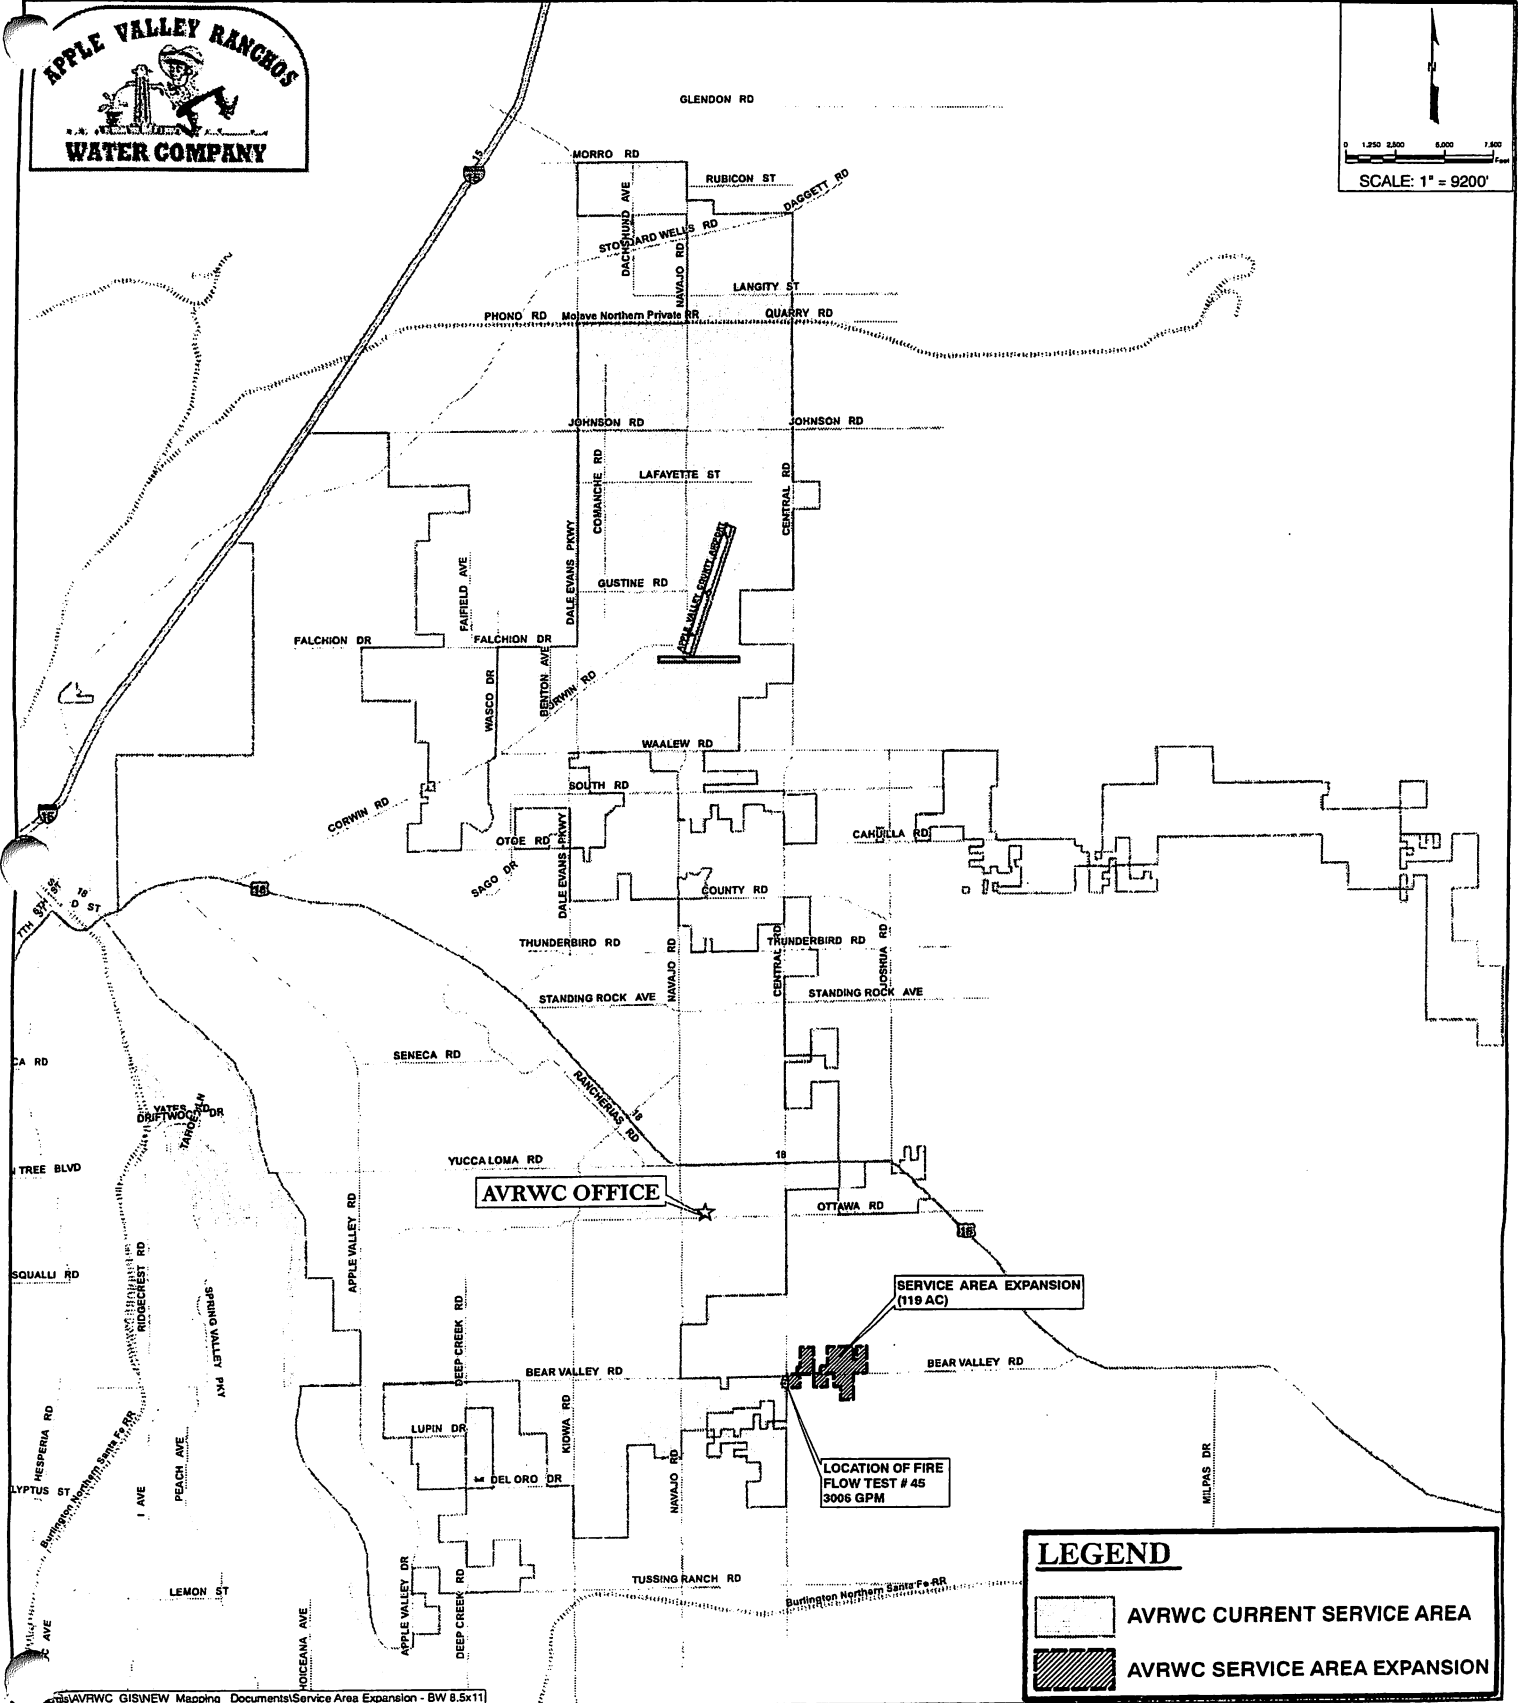 APPLE VALLEY RANCHOS
WATER COMPANY
N
0 1,250 2,500 5,000 7,500
Feet
SCALE: 1" = 9200'
GLENDON RD
15
15
MORRO RD
RUBICON ST
DAGGETT RD
DACHSHUND AVE
STODDARD WELLS RD
NAVAJO RD
LANGITY ST
PHONO RD
Mojave Northern Private RR
QUARRY RD
JOHNSON RD
JOHNSON RD
COMANCHE RD
LAFAYETTE ST
CENTRAL RD
DALE EVANS PKWY
APPLE VALLEY COUNTY AIRPORT
FAIFIELD AVE
GUSTINE RD
FALCHION DR
FALCHION DR
WASCO DR
BENTON AVE
ORWIN RD
WAALEW RD
SOUTH RD
15
CORWIN RD
OTOE RD
DALE EVANS PKWY
CAHUILLA RD
SAGO DR
COUNTY RD
18
18
D ST
7TH ST
THUNDERBIRD RD
NAVAJO RD
CENTRAL RD
THUNDERBIRD RD
JOSHUA RD
STANDING ROCK AVE
STANDING ROCK AVE
CA RD
SENECA RD
RANCHERIAS RD
18
YATES RD
DRIFTWOOD DR
TAROE LN
TREE BLVD
YUCCA LOMA RD
18
AVRWC OFFICE
APPLE VALLEY RD
OTTAWA RD
18
SQUALLI RD
RIDGECREST RD
SPRING VALLEY PKY
DEEP CREEK RD
SERVICE AREA EXPANSION
(119 AC)
BEAR VALLEY RD
BEAR VALLEY RD
HESPERIA RD
PEACH AVE
LUPIN DR
KIOWA RD
NAVAJO RD
MILPAS DR
LOCATION OF FIRE
FLOW TEST # 45
3006 GPM
DEL ORO DR
LYPTUS ST
I AVE
Burlington Northern Santa Fe RR
LEMON ST
APPLE VALLEY DR
DEEP CREEK RD
TUSSING RANCH RD
Burlington Northern Santa Fe RR
C AVE
HOICEANA AVE
LEGEND
AVRWC CURRENT SERVICE AREA
AVRWC SERVICE AREA EXPANSION
\AVRWC_GIS\NEW_Mapping_Documents\Service Area Expansion - BW 8.5x11